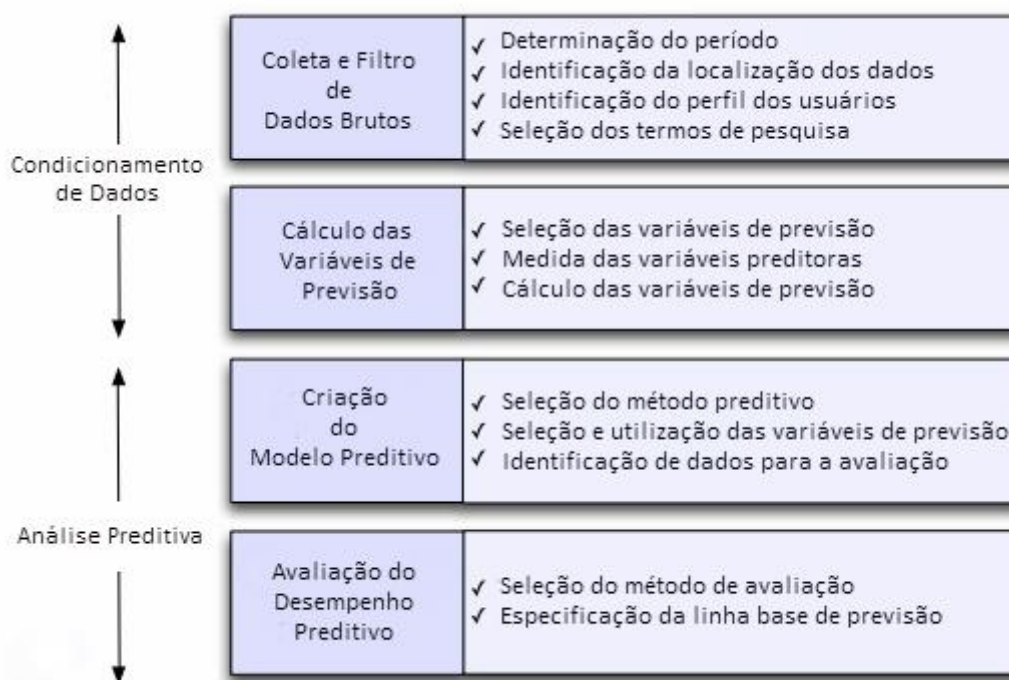 Condicionamento
de Dados
Coleta e Filtro
de
Dados Brutos
✓ Determinação do período
✓ Identificação da localização dos dados
✓ Identificação do perfil dos usuários
✓ Seleção dos termos de pesquisa
Cálculo das
Variáveis de
Previsão
✓ Seleção das variáveis de previsão
✓ Medida das variáveis preditoras
✓ Cálculo das variáveis de previsão
Análise Preditiva
Criação
do
Modelo Preditivo
✓ Seleção do método preditivo
✓ Seleção e utilização das variáveis de previsão
✓ Identificação de dados para a avaliação
Avaliação do
Desempenho
Preditivo
✓ Seleção do método de avaliação
✓ Especificação da linha base de previsão